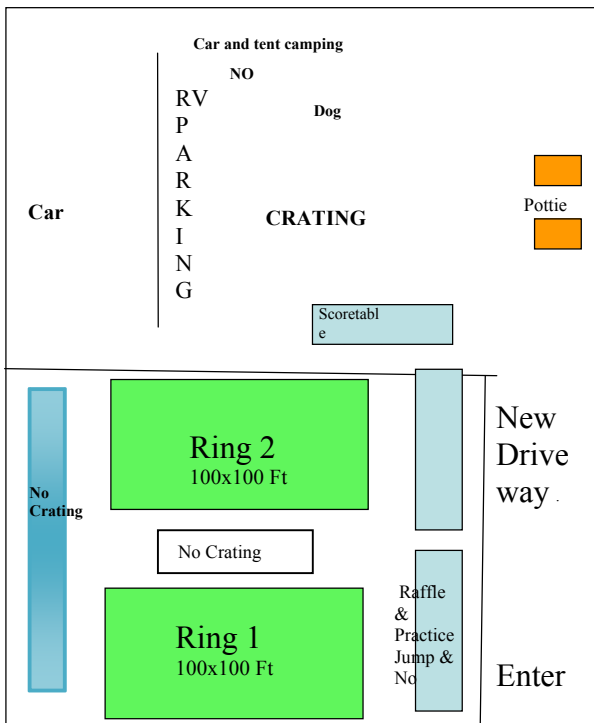 Car and tent camping
NO
RV
P
A
R
K
I
N
G
Dog
Car
CRATING
Pottie
Scoretabl
e
Ring 2
100x100 Ft
New
Drive
way .
No
Crating
No Crating
Ring 1
100x100 Ft
Raffle
&
Practice
Jump &
No
Enter